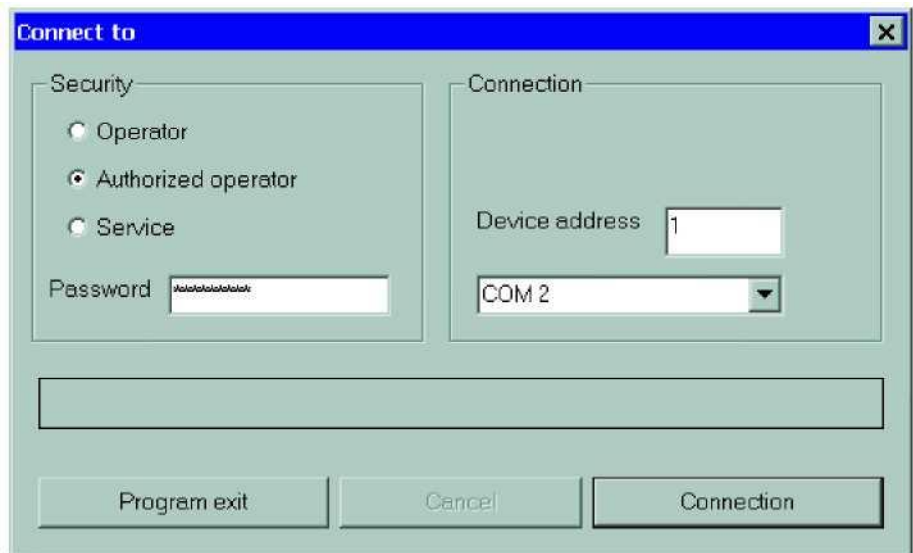 Connect to
Security
Operator
Authorized operator
Service
Password **********
Connection
Device address 1
COM 2
Program exit Cancel Connection